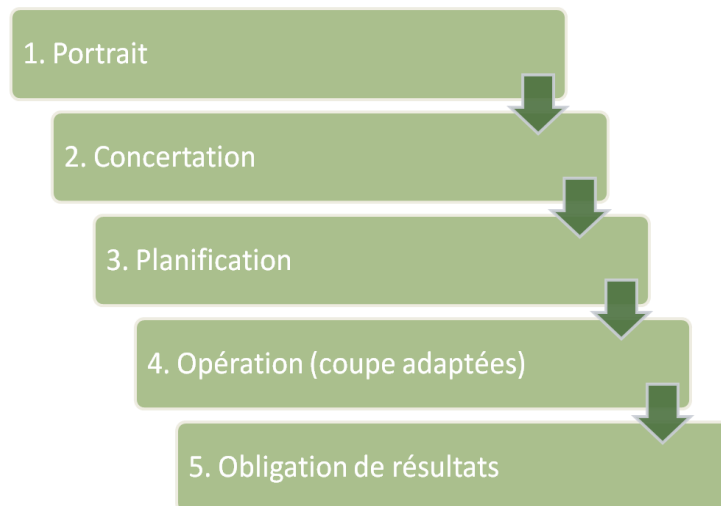 1. Portrait
2. Concertation
3. Planification
4. Opération (coupe adaptées)
5. Obligation de résultats